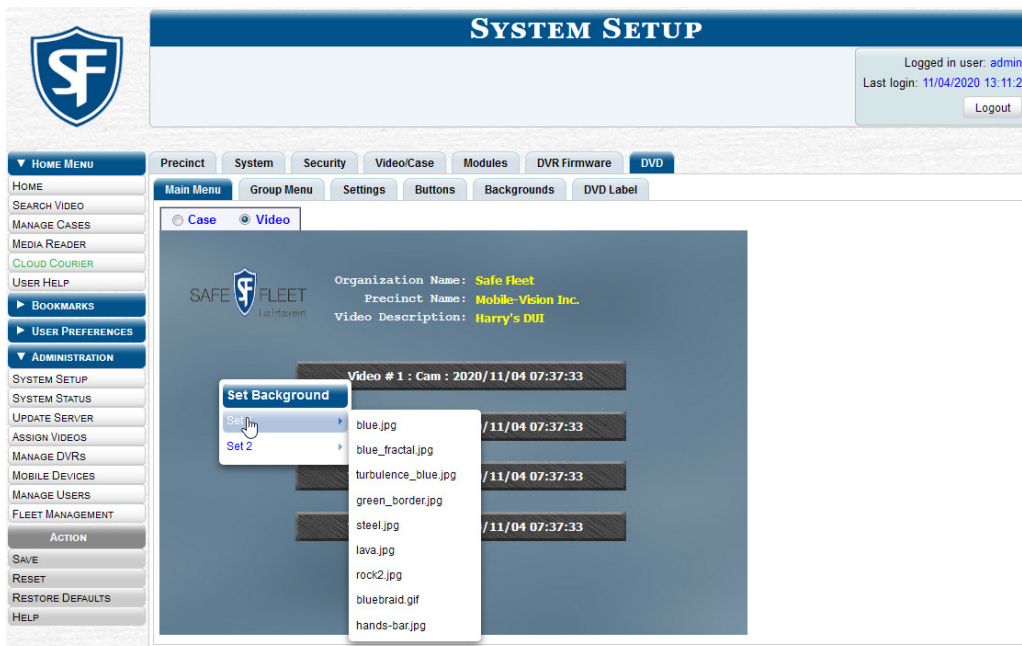 SYSTEM SETUP
SF
Logged in user: admin
Last login: 11/04/2020 13:11:2
Logout
HOME MENU
HOME
SEARCH VIDEO
MANAGE CASES
MEDIA READER
CLOUD COURIER
USER HELP
BOOKMARKS
USER PREFERENCES
ADMINISTRATION
SYSTEM SETUP
SYSTEM STATUS
UPDATE SERVER
ASSIGN VIDEOS
MANAGE DVRS
MOBILE DEVICES
MANAGE USERS
FLEET MANAGEMENT
ACTION
SAVE
RESET
RESTORE DEFAULTS
HELP
Precinct System Security Video/Case Modules DVR Firmware DVD
Main Menu Group Menu Settings Buttons Backgrounds DVD Label
Case Video
SAFE SF FLEET
Organization Name: Safe Fleet
Precinct Name: Mobile-Vision Inc.
Video Description: Harry's DUI
Video # 1 : Cam : 2020/11/04 07:37:33
/11/04 07:37:33
/11/04 07:37:33
/11/04 07:37:33
Set Background
Set
Set 2
blue.jpg
blue_fractal.jpg
turbulence_blue.jpg
green_border.jpg
steel.jpg
lava.jpg
rock2.jpg
bluebraid.gif
hands-bar.jpg